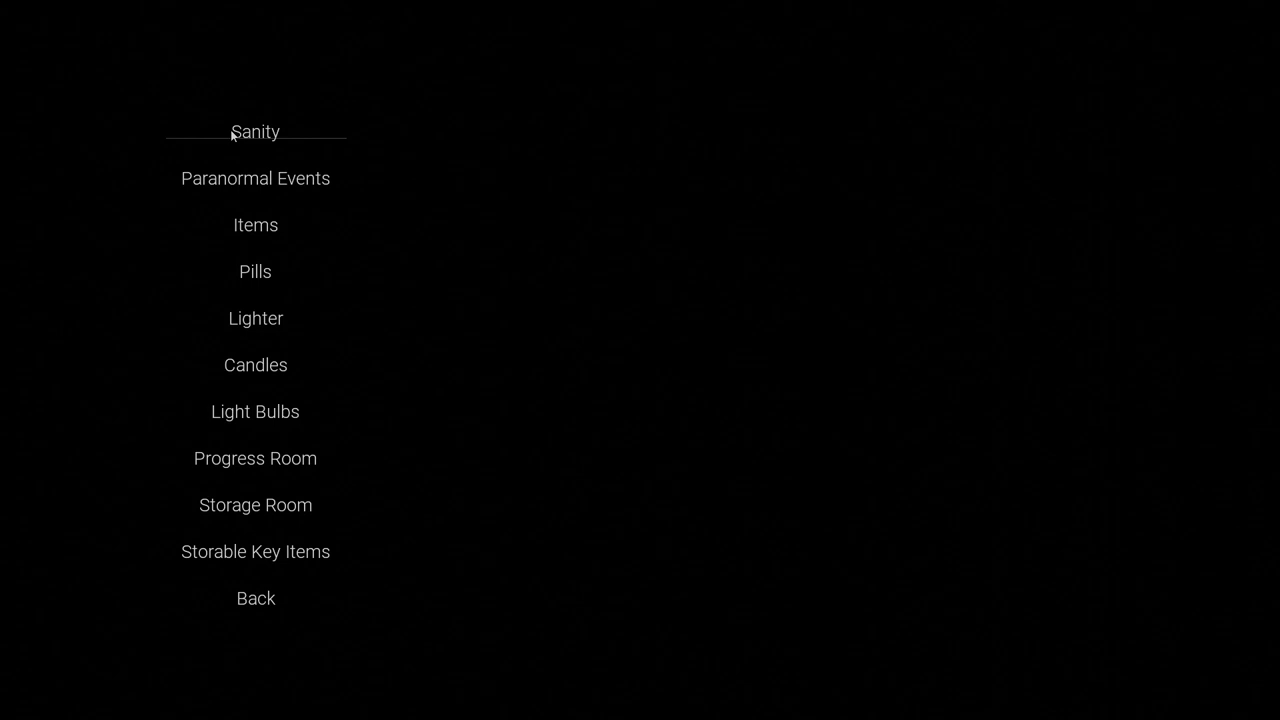 Sanity
Paranormal Events
Items
Pills
Lighter
Candles
Light Bulbs
Progress Room
Storage Room
Storable Key Items
Back